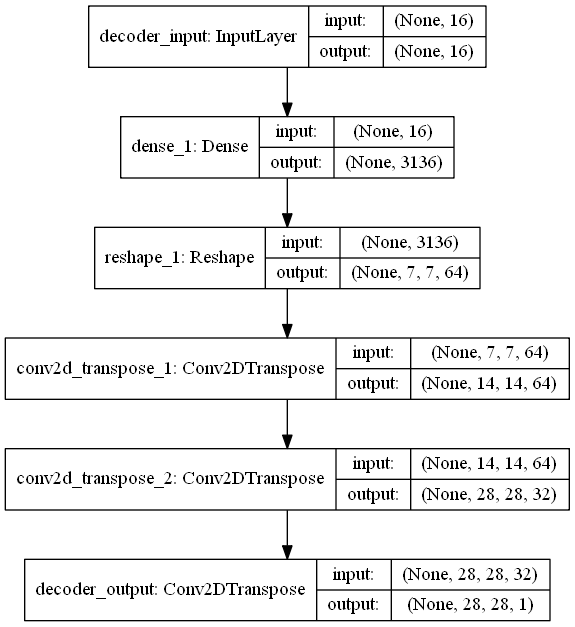 decoder_input: InputLayer
input:
(None, 16)
output:
(None, 16)
dense_1: Dense
input:
(None, 16)
output:
(None, 3136)
reshape_1: Reshape
input:
(None, 3136)
output:
(None, 7, 7, 64)
conv2d_transpose_1: Conv2DTranspose
input:
(None, 7, 7, 64)
output:
(None, 14, 14, 64)
conv2d_transpose_2: Conv2DTranspose
input:
(None, 14, 14, 64)
output:
(None, 28, 28, 32)
decoder_output: Conv2DTranspose
input:
(None, 28, 28, 32)
output:
(None, 28, 28, 1)